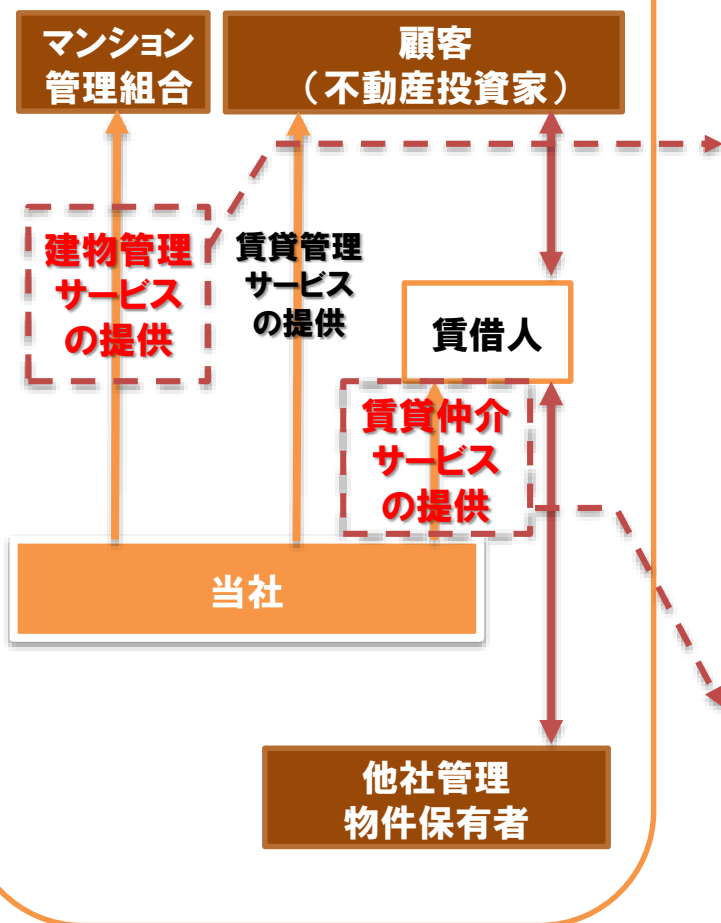 マンション
管理組合
顧客
（不動産投資家）
建物管理
サービス
の提供
賃貸管理
サービス
の提供
賃借人
賃貸仲介
サービス
の提供
当社
他社管理
物件保有者